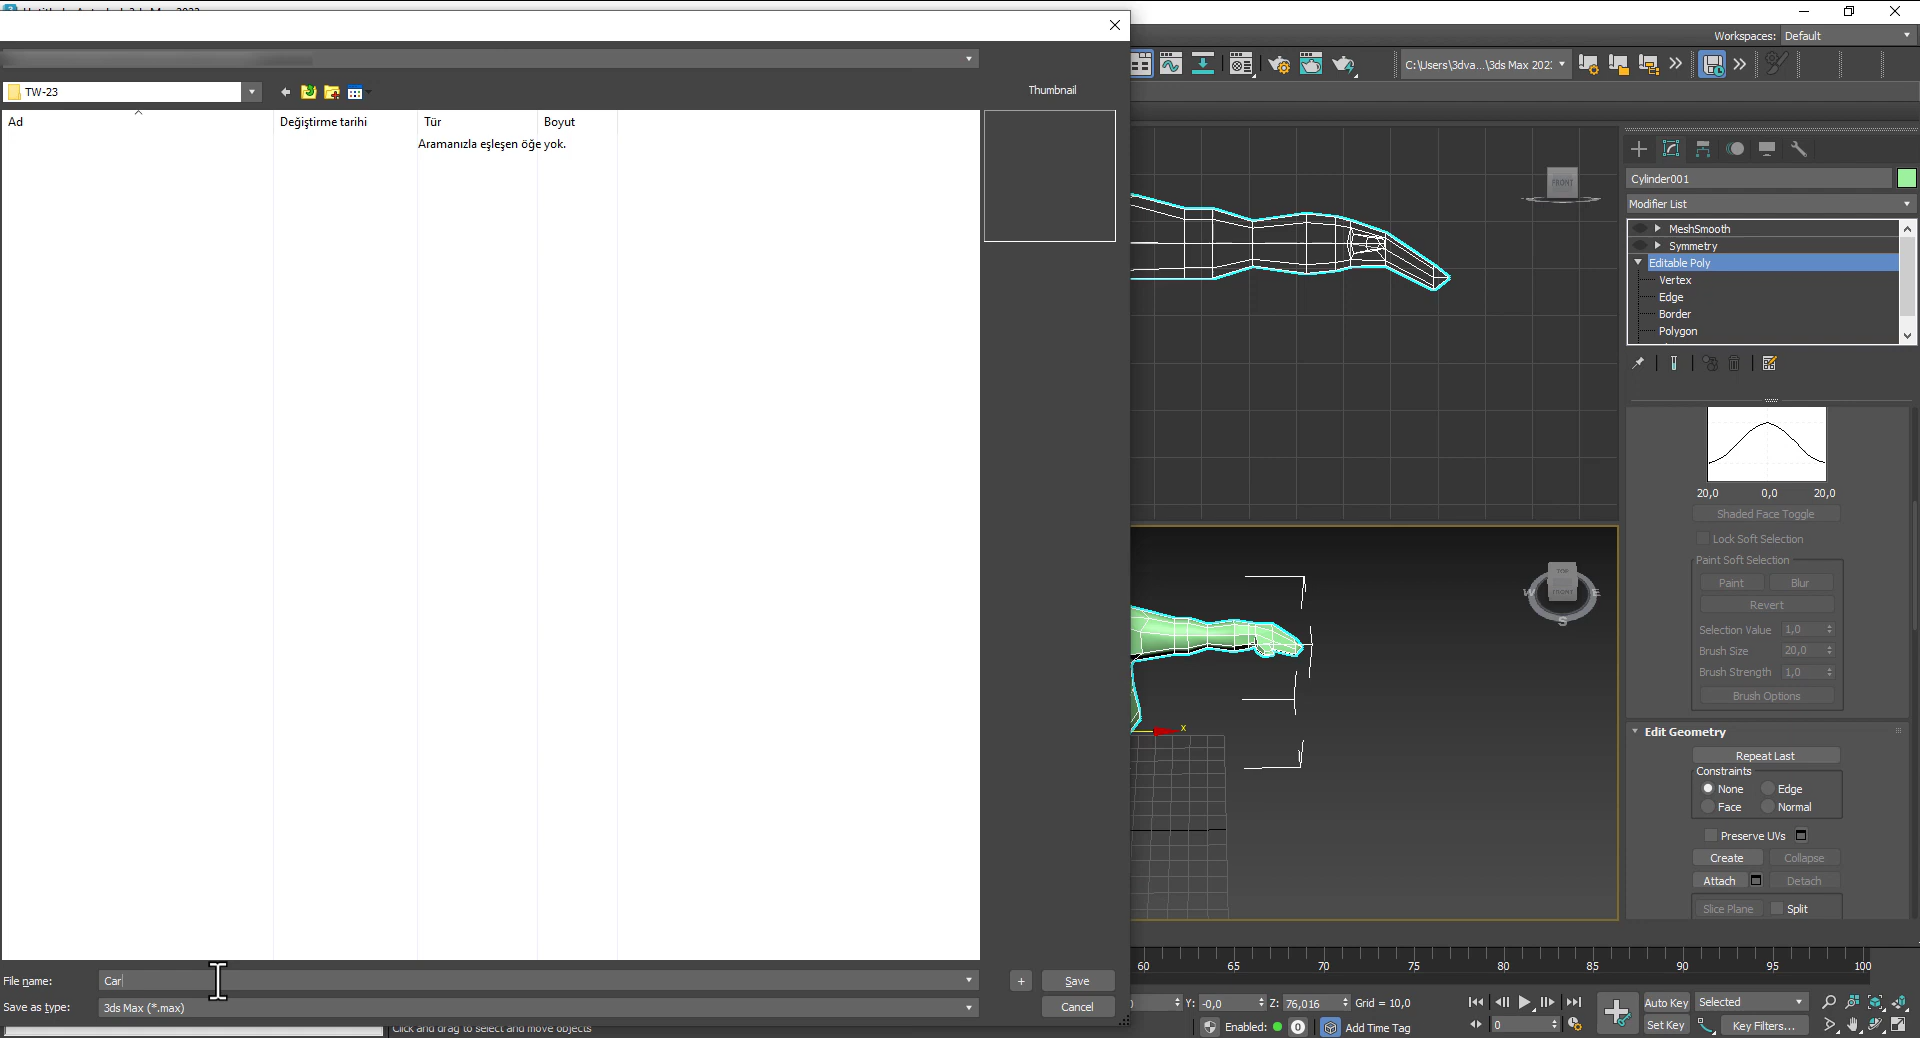 Workspaces: Default
C:\Users\3dva...\3ds Max 202:
TW-23
Thumbnail
Ad
Değiştirme tarihi
Tür
Boyut
Aramanızla eşleşen öğe yok.
FRONT
Cylinder001
Modifier List
MeshSmooth
Symmetry
Editable Poly
Vertex
Edge
Border
Polygon
20,0 0,0 20,0
Shaded Face Toggle
Lock Soft Selection
Paint Soft Selection
Paint Blur
Revert
Selection Value 1,0
Brush Size 20,0
Brush Strength 1,0
Brush Options
TOP
FRONT
W E
S
x
Edit Geometry
Repeat Last
Constraints
None Edge
Face Normal
Preserve UVs
Create Collapse
Attach Detach
Slice Plane Split
File name: Car
+ Save
Save as type: 3ds Max (*.max)
Cancel
60 65 70 75 80 85 90 95 100
Y: -0,0 Z: 76,016 Grid = 10,0
Auto Key Selected
Click and drag to select and move objects
Enabled: 0 Add Time Tag
0
Set Key Key Filters...